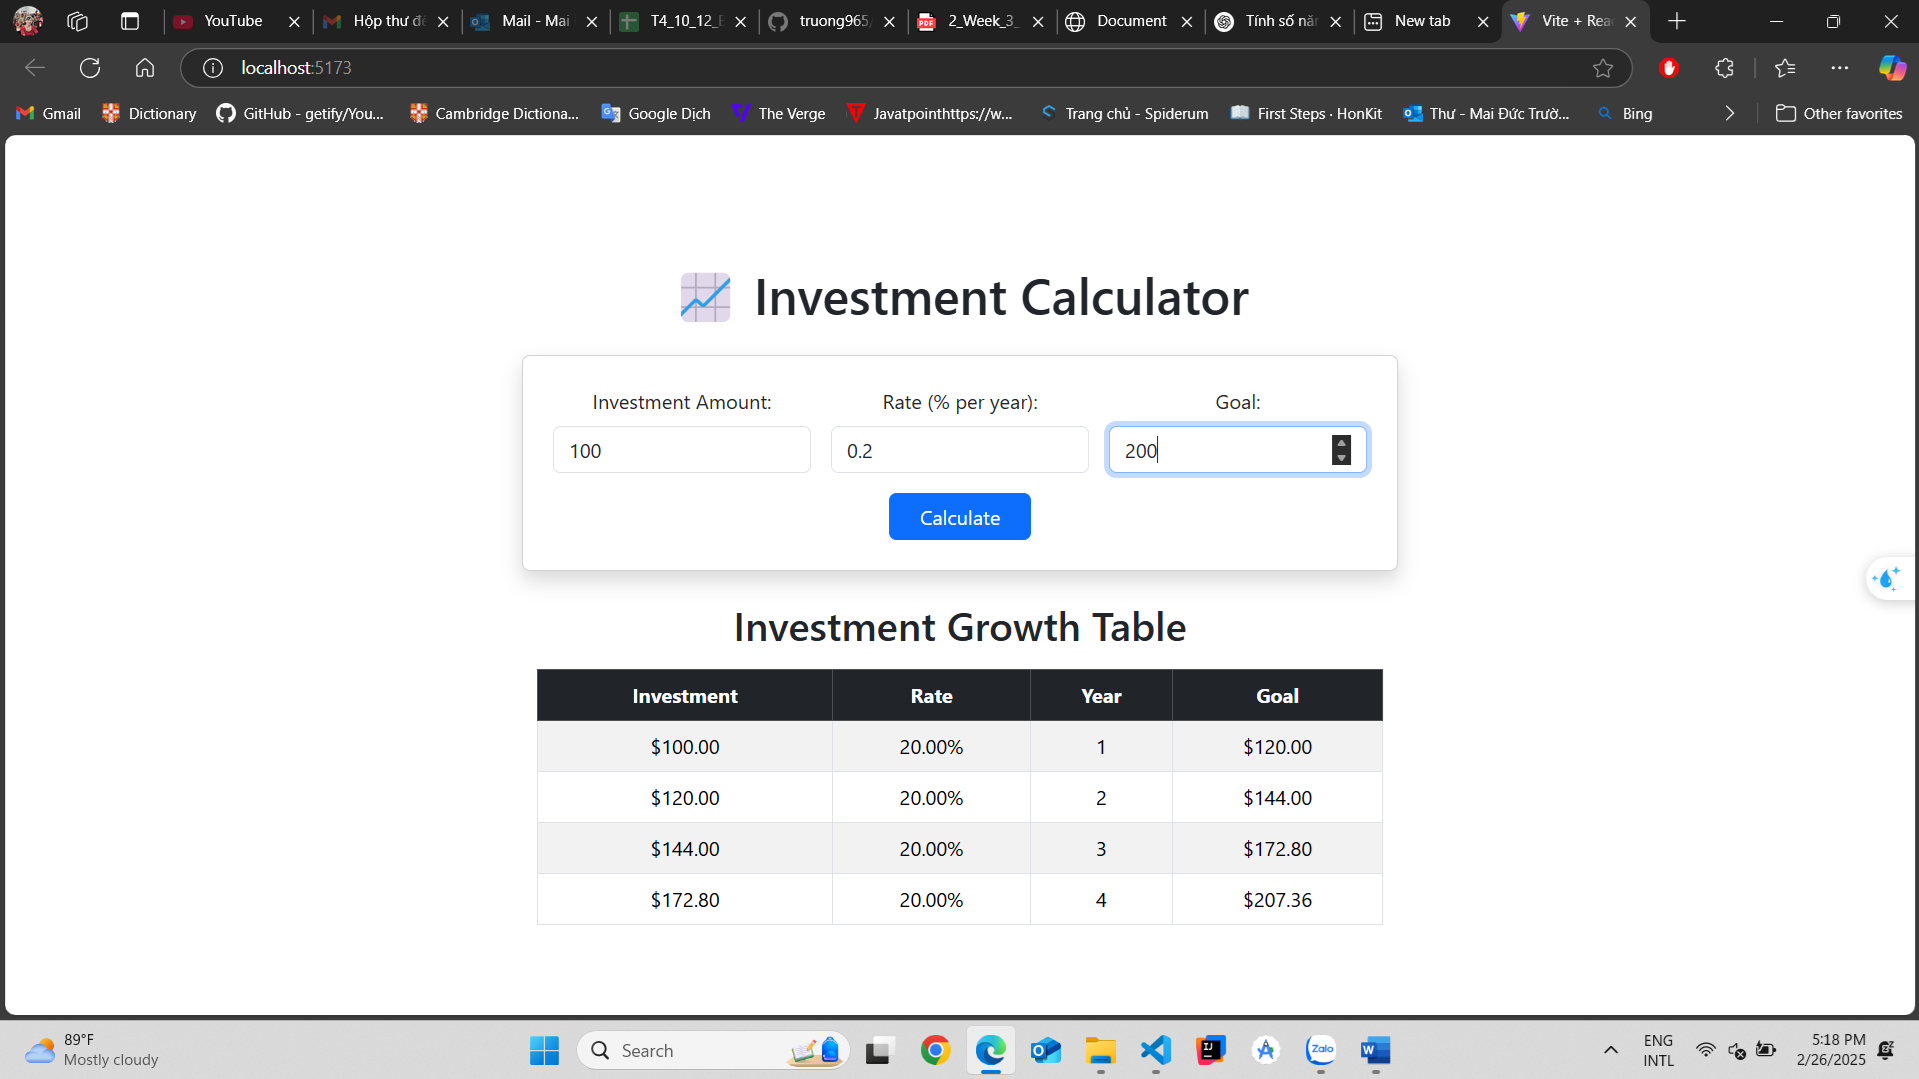 YouTube
Hộp thư đế
Mail - Mai
T4_10_12_
truong965/
2_Week_3_
Document
Tính số năm
New tab
Vite + Reac
localhost:5173
Gmail
Dictionary
GitHub - getify/You...
Cambridge Dictiona...
Google Dịch
The Verge
Javatpointhttps://w...
Trang chủ - Spiderum
First Steps · HonKit
Thư - Mai Đức Trườ...
Bing
Other favorites
Investment Calculator
Investment Amount: Rate (% per year): Goal:
100 0.2 200
Calculate
Investment Growth Table
Investment Rate Year Goal
$100.00 20.00% 1 $120.00
$120.00 20.00% 2 $144.00
$144.00 20.00% 3 $172.80
$172.80 20.00% 4 $207.36
89°F
Mostly cloudy
Search
Zalo
ENG
INTL
5:18 PM
2/26/2025